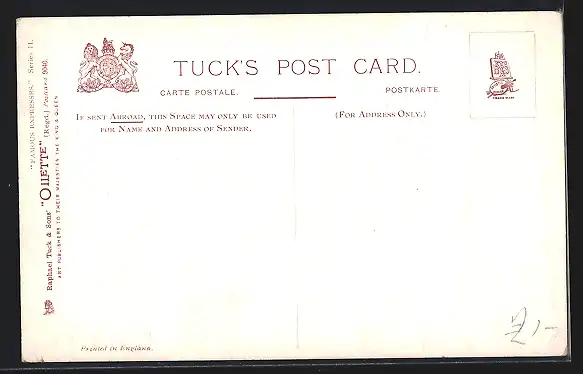 TUCK'S POST CARD.
CARTE POSTALE.
POSTKARTE.
IF SENT ABROAD, THIS SPACE MAY ONLY BE USED
FOR NAME AND ADDRESS OF SENDER.
(FOR ADDRESS ONLY.)
TRADE MARK
"FAMOUS EXPRESSES." Series II.
Raphael Tuck & Sons' "OILETTE" (Regd.) Postcard 9040.
ART PUBLISHERS TO THEIR MAJESTIES THE KING & QUEEN
Printed in England.